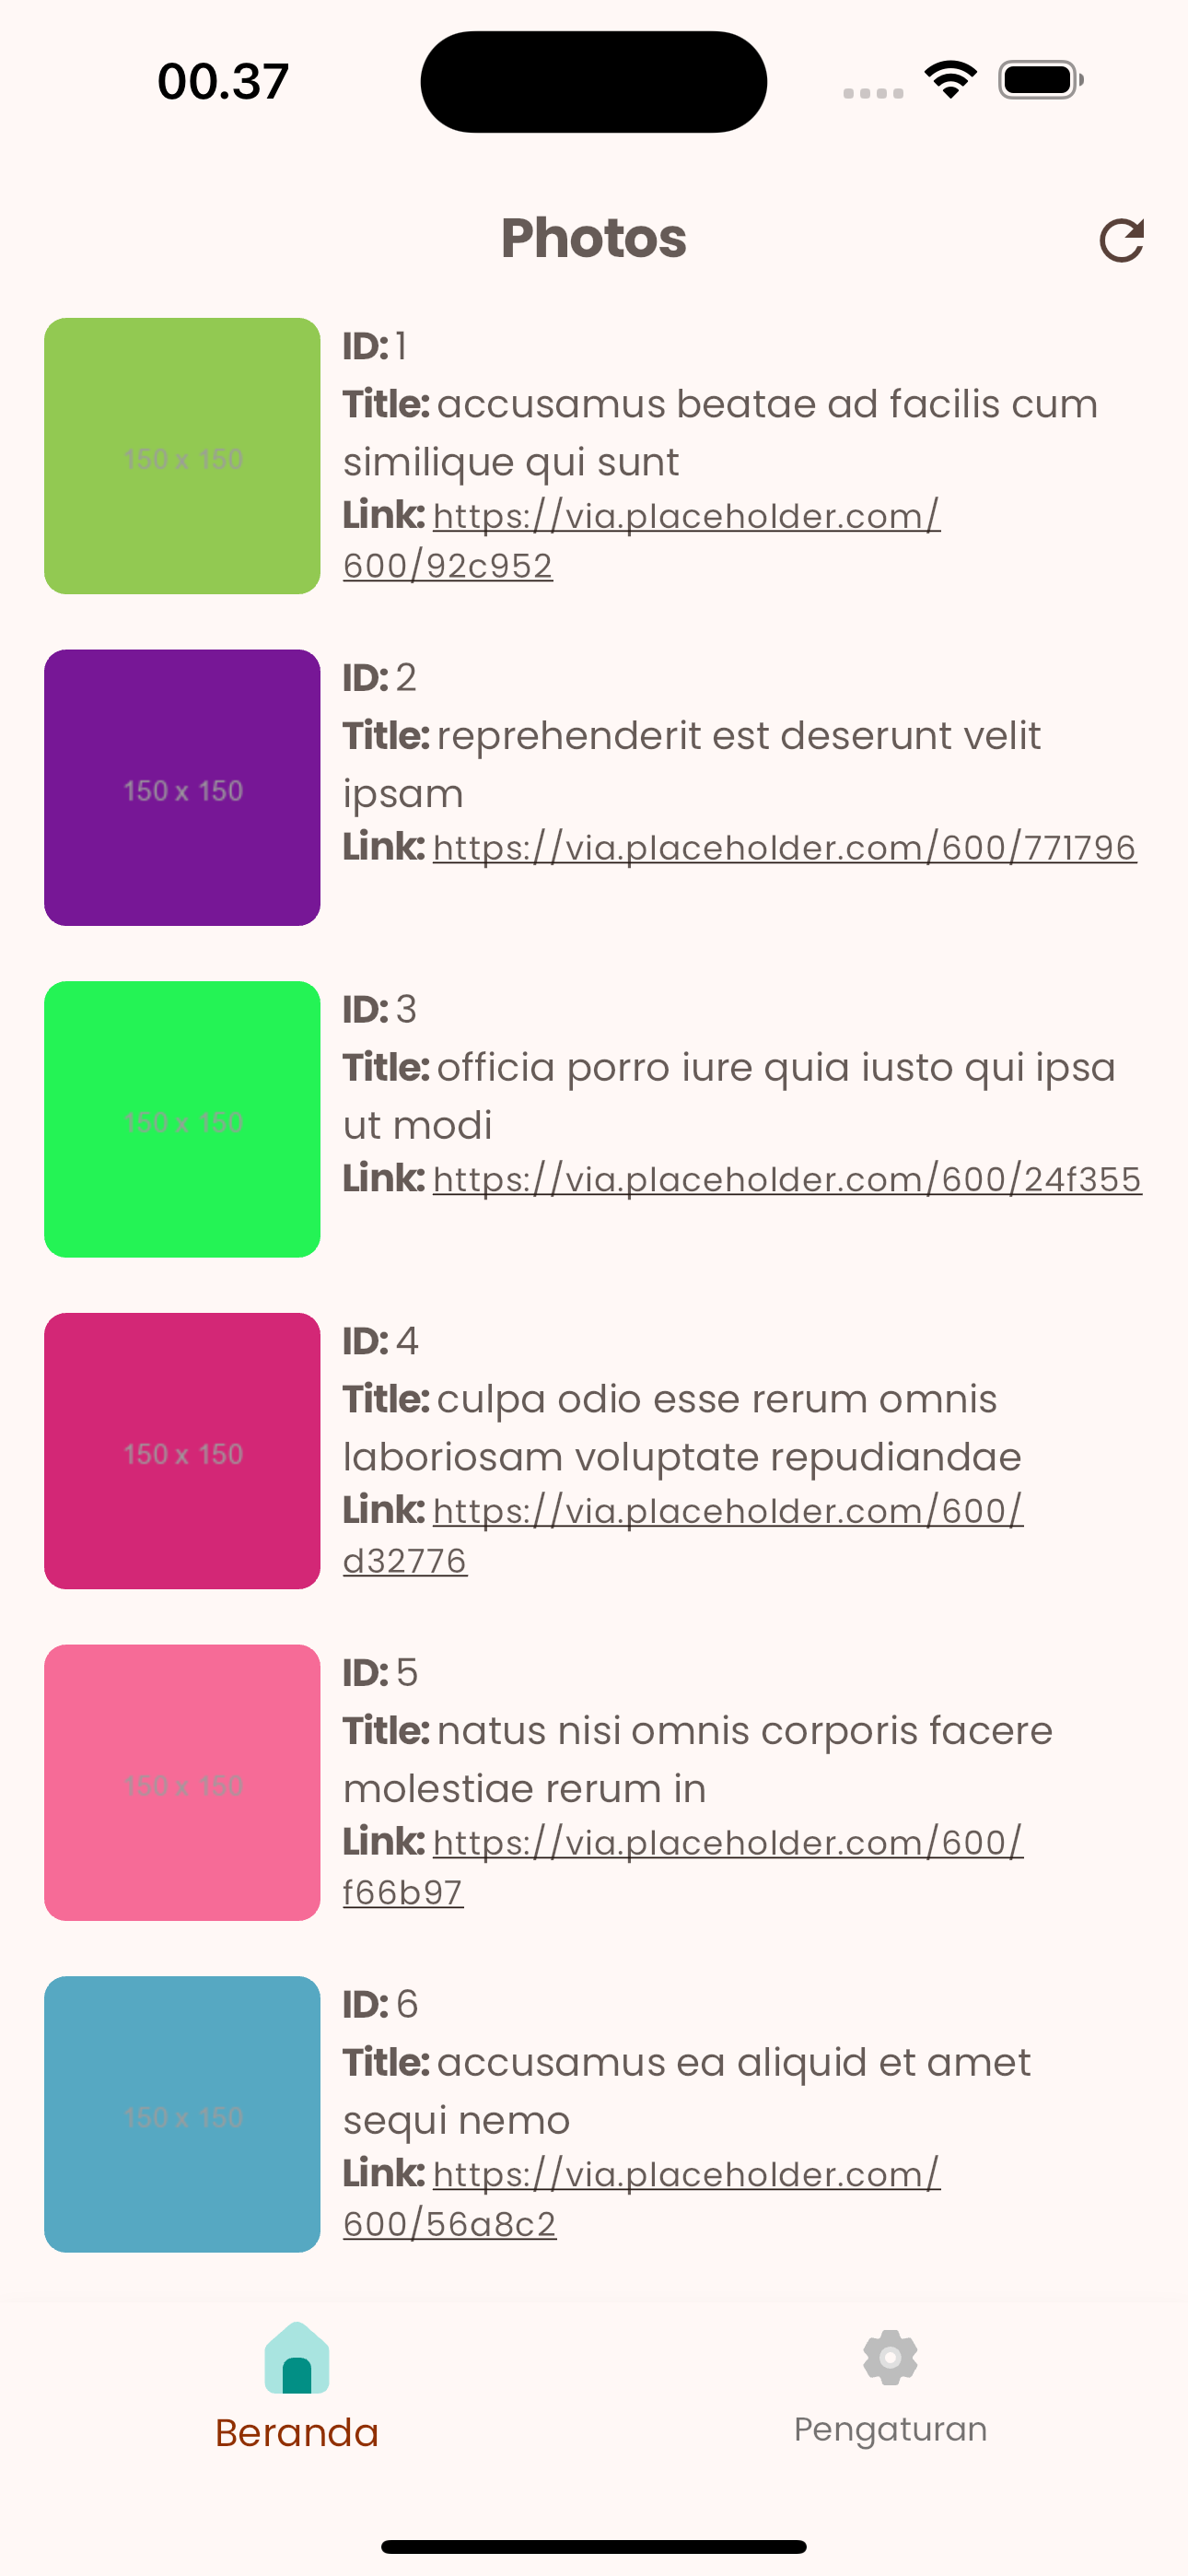 00.37
Photos
150 x 150
ID: 1
Title: accusamus beatae ad facilis cum
similique qui sunt
Link: https://via.placeholder.com/
600/92c952
150 x 150
ID: 2
Title: reprehenderit est deserunt velit
ipsam
Link: https://via.placeholder.com/600/771796
150 x 150
ID: 3
Title: officia porro iure quia iusto qui ipsa
ut modi
Link: https://via.placeholder.com/600/24f355
150 x 150
ID: 4
Title: culpa odio esse rerum omnis
laboriosam voluptate repudiandae
Link: https://via.placeholder.com/600/
d32776
150 x 150
ID: 5
Title: natus nisi omnis corporis facere
molestiae rerum in
Link: https://via.placeholder.com/600/
f66b97
150 x 150
ID: 6
Title: accusamus ea aliquid et amet
sequi nemo
Link: https://via.placeholder.com/
600/56a8c2
Beranda
Pengaturan